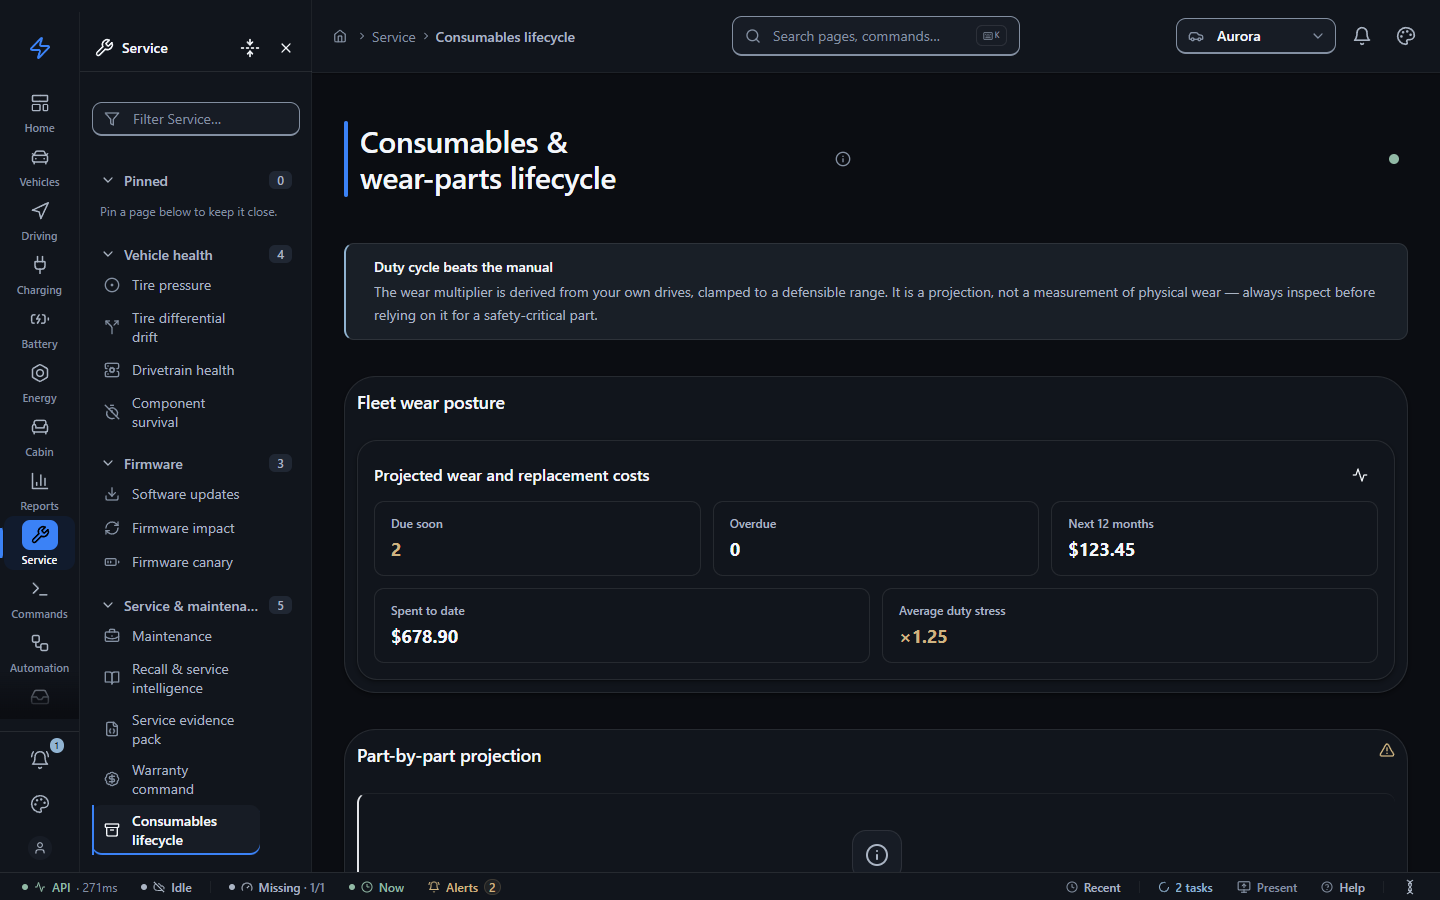 Home
Vehicles
Driving
Charging
Battery
Energy
Cabin
Reports
Service
Commands
Automation
1
Service
Filter Service...
Pinned 0
Pin a page below to keep it close.
Vehicle health 4
Tire pressure
Tire differential
drift
Drivetrain health
Component
survival
Firmware 3
Software updates
Firmware impact
Firmware canary
Service & maintena... 5
Maintenance
Recall & service
intelligence
Service evidence
pack
Warranty
command
Consumables
lifecycle
Service
Consumables lifecycle
Search pages, commands...
K
Aurora
Consumables &
wear-parts lifecycle
Duty cycle beats the manual
The wear multiplier is derived from your own drives, clamped to a defensible range. It is a projection, not a measurement of physical wear — always inspect before
relying on it for a safety-critical part.
Fleet wear posture
Projected wear and replacement costs
Due soon
2
Overdue
0
Next 12 months
$123.45
Spent to date
$678.90
Average duty stress
×1.25
Part-by-part projection
API · 271ms
Idle
Missing · 1/1
Now
Alerts 2
Recent
2 tasks
Present
Help